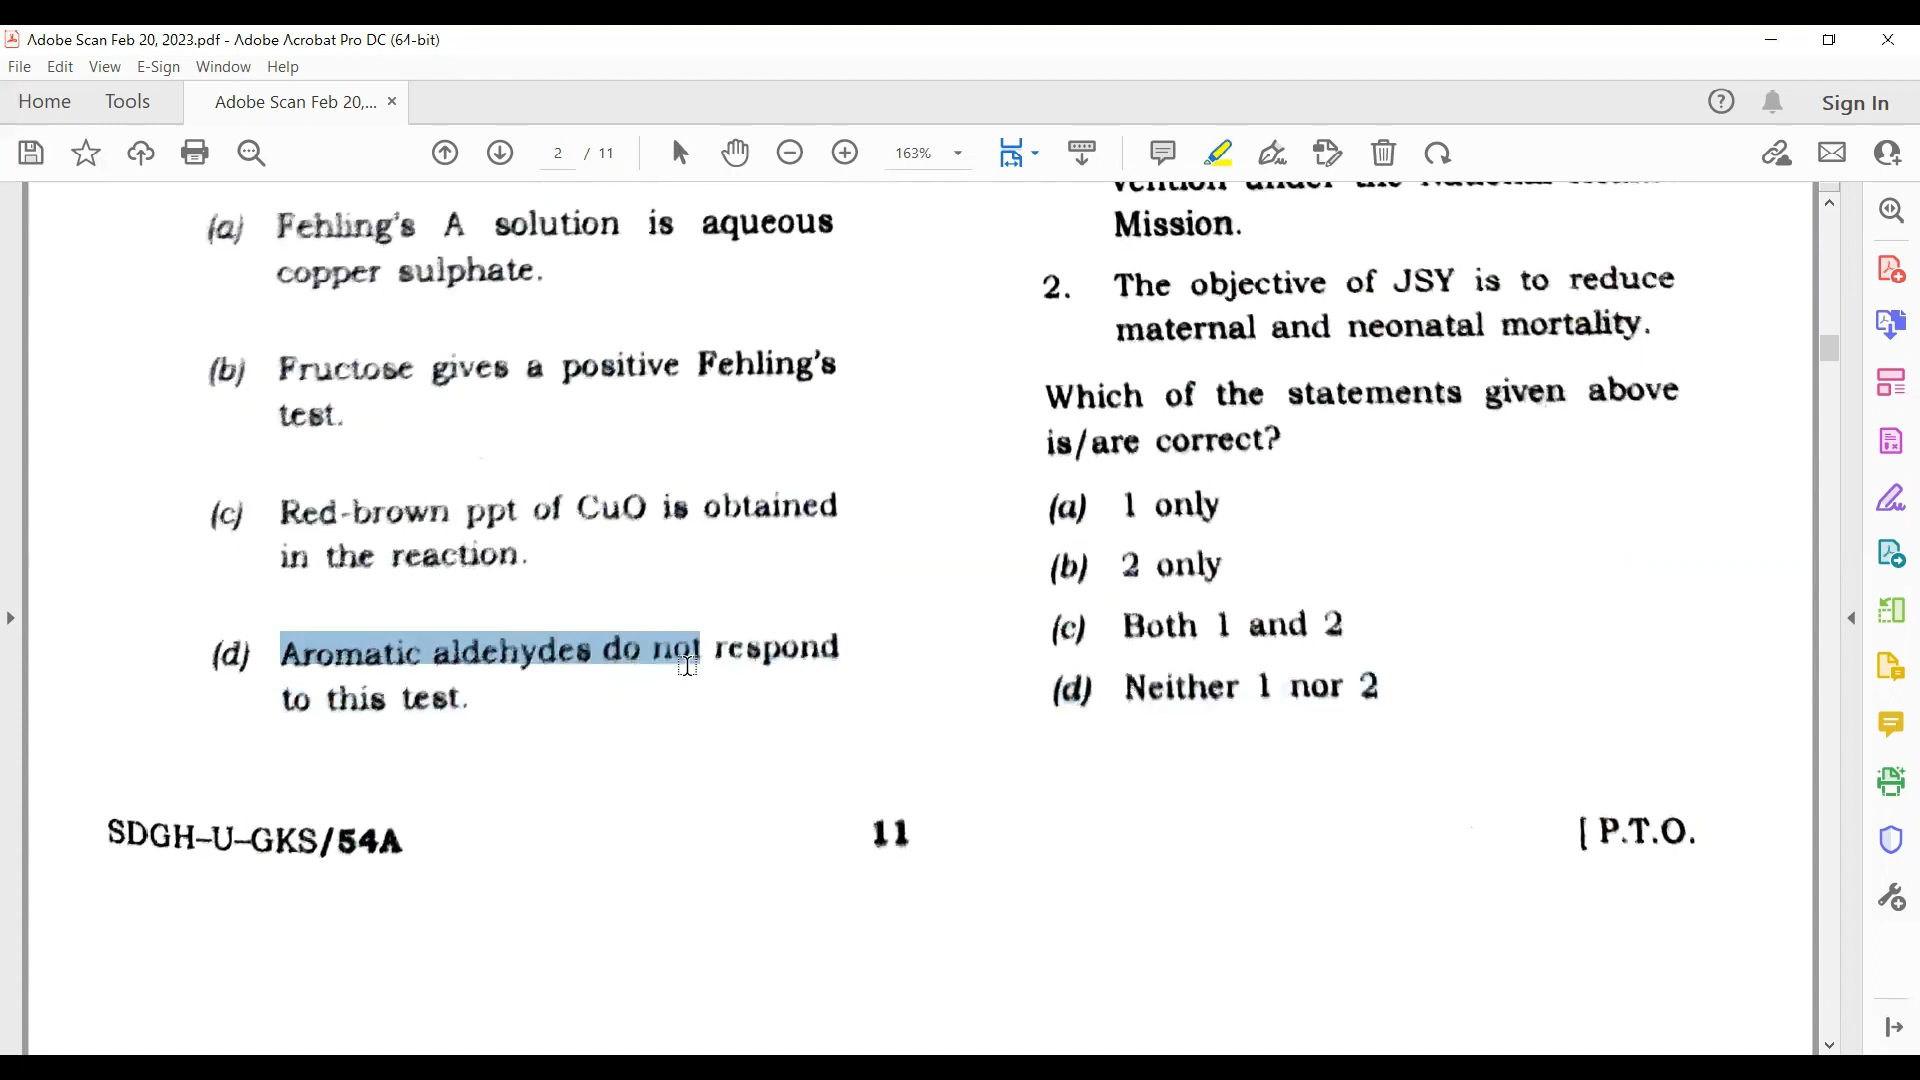 Adobe Scan Feb 20, 2023.pdf - Adobe Acrobat Pro DC (64-bit)
File Edit View E-Sign Window Help
Home Tools Adobe Scan Feb 20,... × Sign In
2 / 11 163%
(a) Fehling's A solution is aqueous
copper sulphate.
(b) Fructose gives a positive Fehling's
test.
(c) Red-brown ppt of CuO is obtained
in the reaction.
(d) Aromatic aldehydes do not respond
to this test.
Mission.
2. The objective of JSY is to reduce
maternal and neonatal mortality.
Which of the statements given above
is/are correct?
(a) 1 only
(b) 2 only
(c) Both 1 and 2
(d) Neither 1 nor 2
SDGH-U-GKS/54A 11 [ P.T.O.